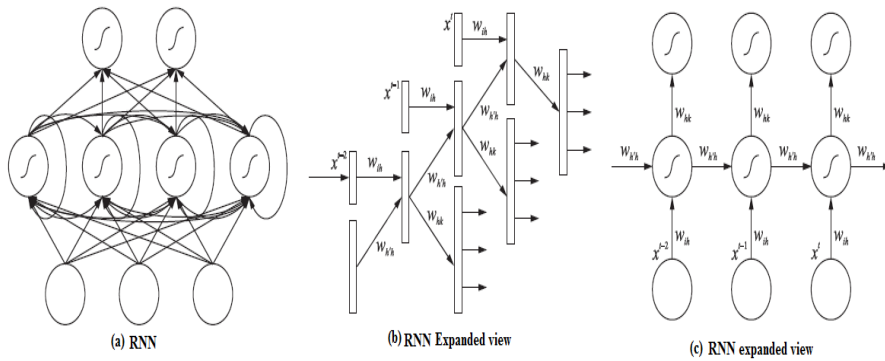 (a) RNN
x^t
w_ih
x^{t-1}
w_ih
w_h'h
w_hk
x^{t-2}
w_ih
w_h'h
w_hk
w_h'h
w_hk
(b) RNN Expanded view
w_hk
w_hk
w_hk
w_h'h
w_h'h
w_h'h
w_h'h
x^{t-2}
w_ih
x^{t-1}
w_ih
x^t
w_ih
(c) RNN expanded view